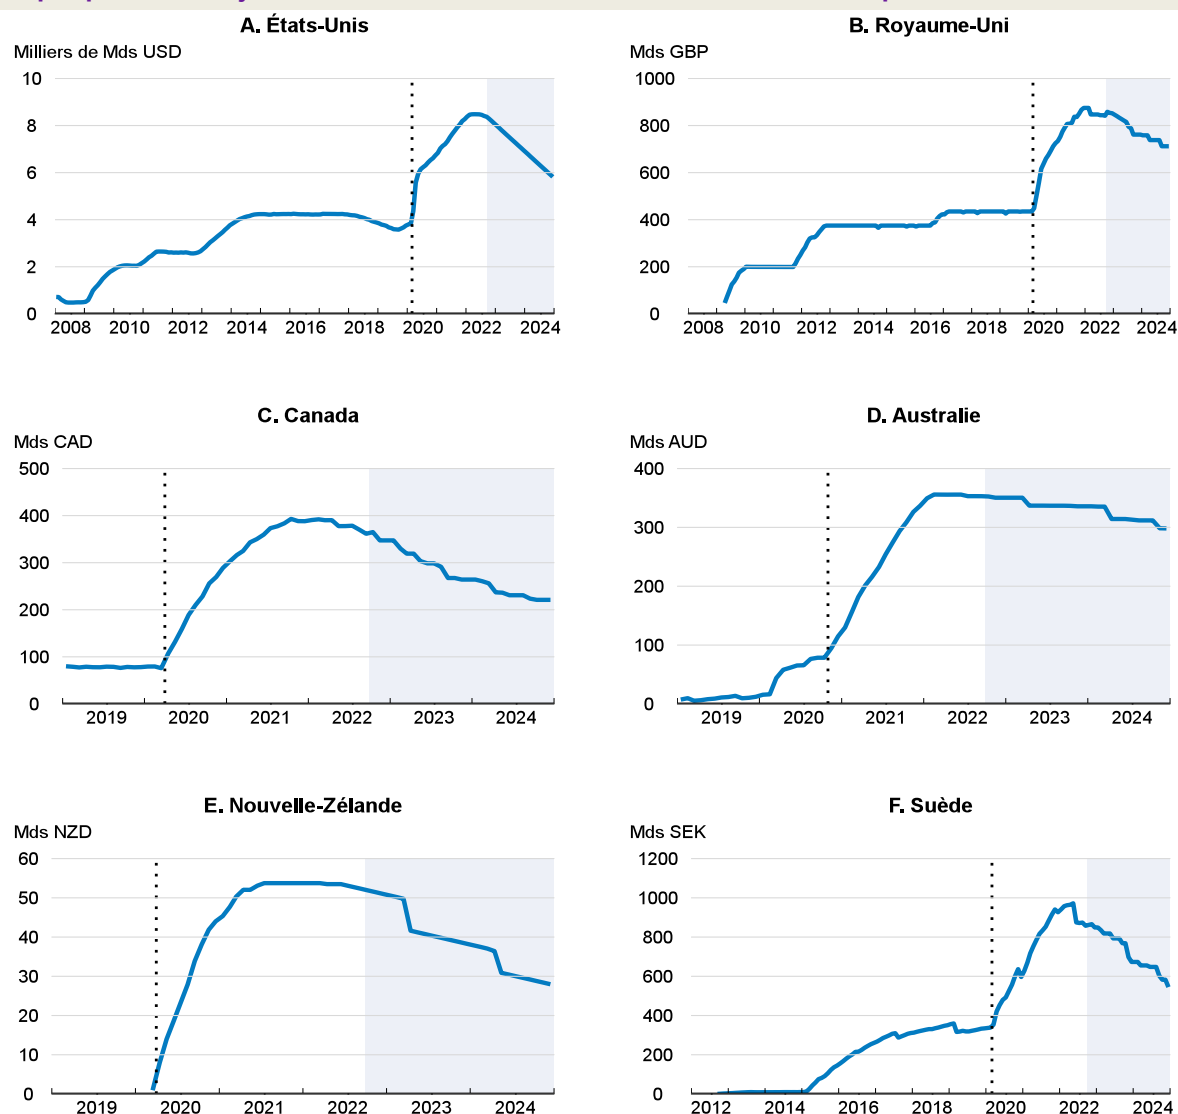 A. États-Unis
Milliers de Mds USD
10
8
6
4
2
0
2008 2010 2012 2014 2016 2018 2020 2022 2024
B. Royaume-Uni
Mds GBP
1000
800
600
400
200
0
2008 2010 2012 2014 2016 2018 2020 2022 2024
C. Canada
Mds CAD
500
400
300
200
100
0
2019 2020 2021 2022 2023 2024
D. Australie
Mds AUD
400
300
200
100
0
2019 2020 2021 2022 2023 2024
E. Nouvelle-Zélande
Mds NZD
60
50
40
30
20
10
0
2019 2020 2021 2022 2023 2024
F. Suède
Mds SEK
1200
1000
800
600
400
200
0
2012 2014 2016 2018 2020 2022 2024